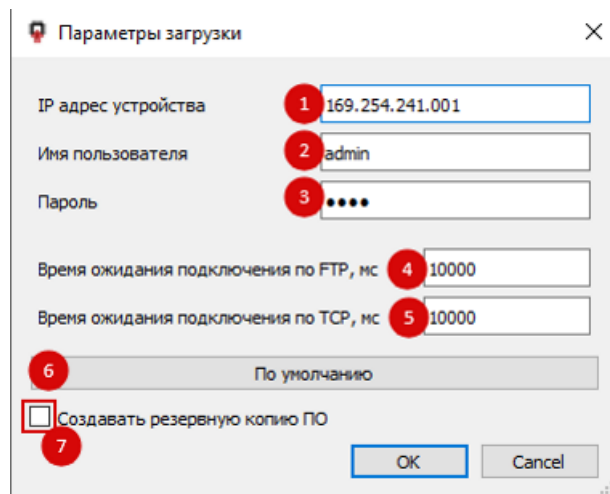 Параметры загрузки
IP адрес устройства 1 169.254.241.001
Имя пользователя 2 admin
Пароль 3 ••••
Время ожидания подключения по FTP, мс 4 10000
Время ожидания подключения по TCP, мс 5 10000
6 По умолчанию
Создавать резервную копию ПО
7
OK Cancel